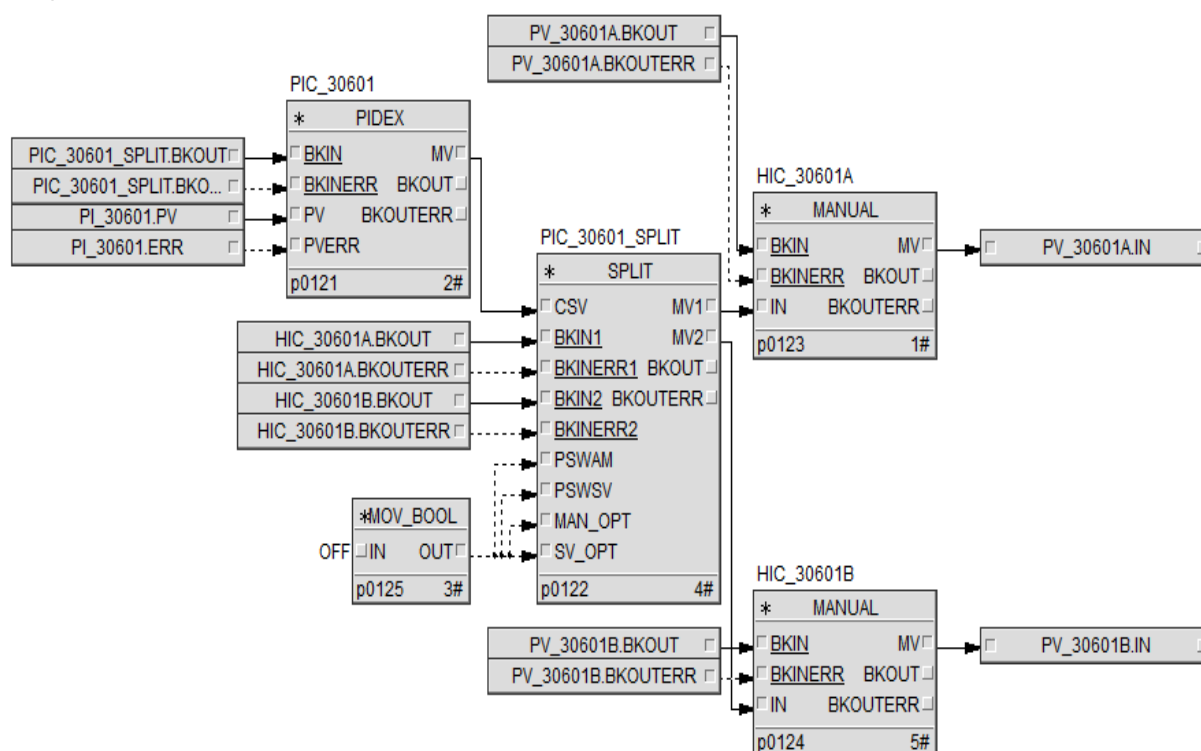 PV_30601A.BKOUT
PV_30601A.BKOUTERR
PIC_30601
* PIDEX
PIC_30601_SPLIT.BKOUT
BKIN MV
PIC_30601_SPLIT.BKO...
BKINERR BKOUT
PI_30601.PV
PV BKOUTERR
PI_30601.ERR
PVERR
p0121 2#
HIC_30601A
* MANUAL
BKIN MV
PV_30601A.IN
BKINERR BKOUT
IN BKOUTERR
p0123 1#
PIC_30601_SPLIT
* SPLIT
CSV MV1
HIC_30601A.BKOUT
BKIN1 MV2
HIC_30601A.BKOUTERR
BKINERR1 BKOUT
HIC_30601B.BKOUT
BKIN2 BKOUTERR
HIC_30601B.BKOUTERR
BKINERR2
PSWAM
PSWSV
MAN_OPT
SV_OPT
p0122 4#
*MOV_BOOL
OFF IN OUT
p0125 3#
HIC_30601B
* MANUAL
PV_30601B.BKOUT
BKIN MV
PV_30601B.IN
PV_30601B.BKOUTERR
BKINERR BKOUT
IN BKOUTERR
p0124 5#